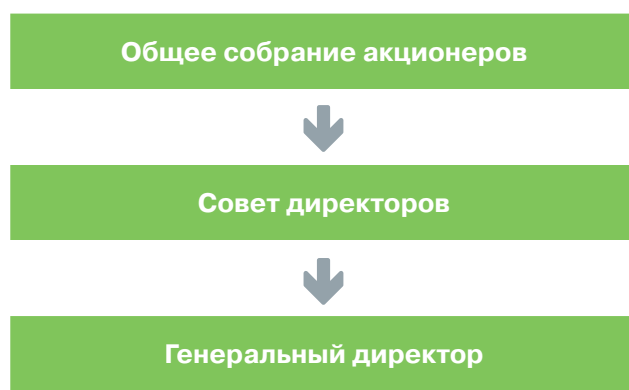 Общее собрание акционеров
Совет директоров
Генеральный директор